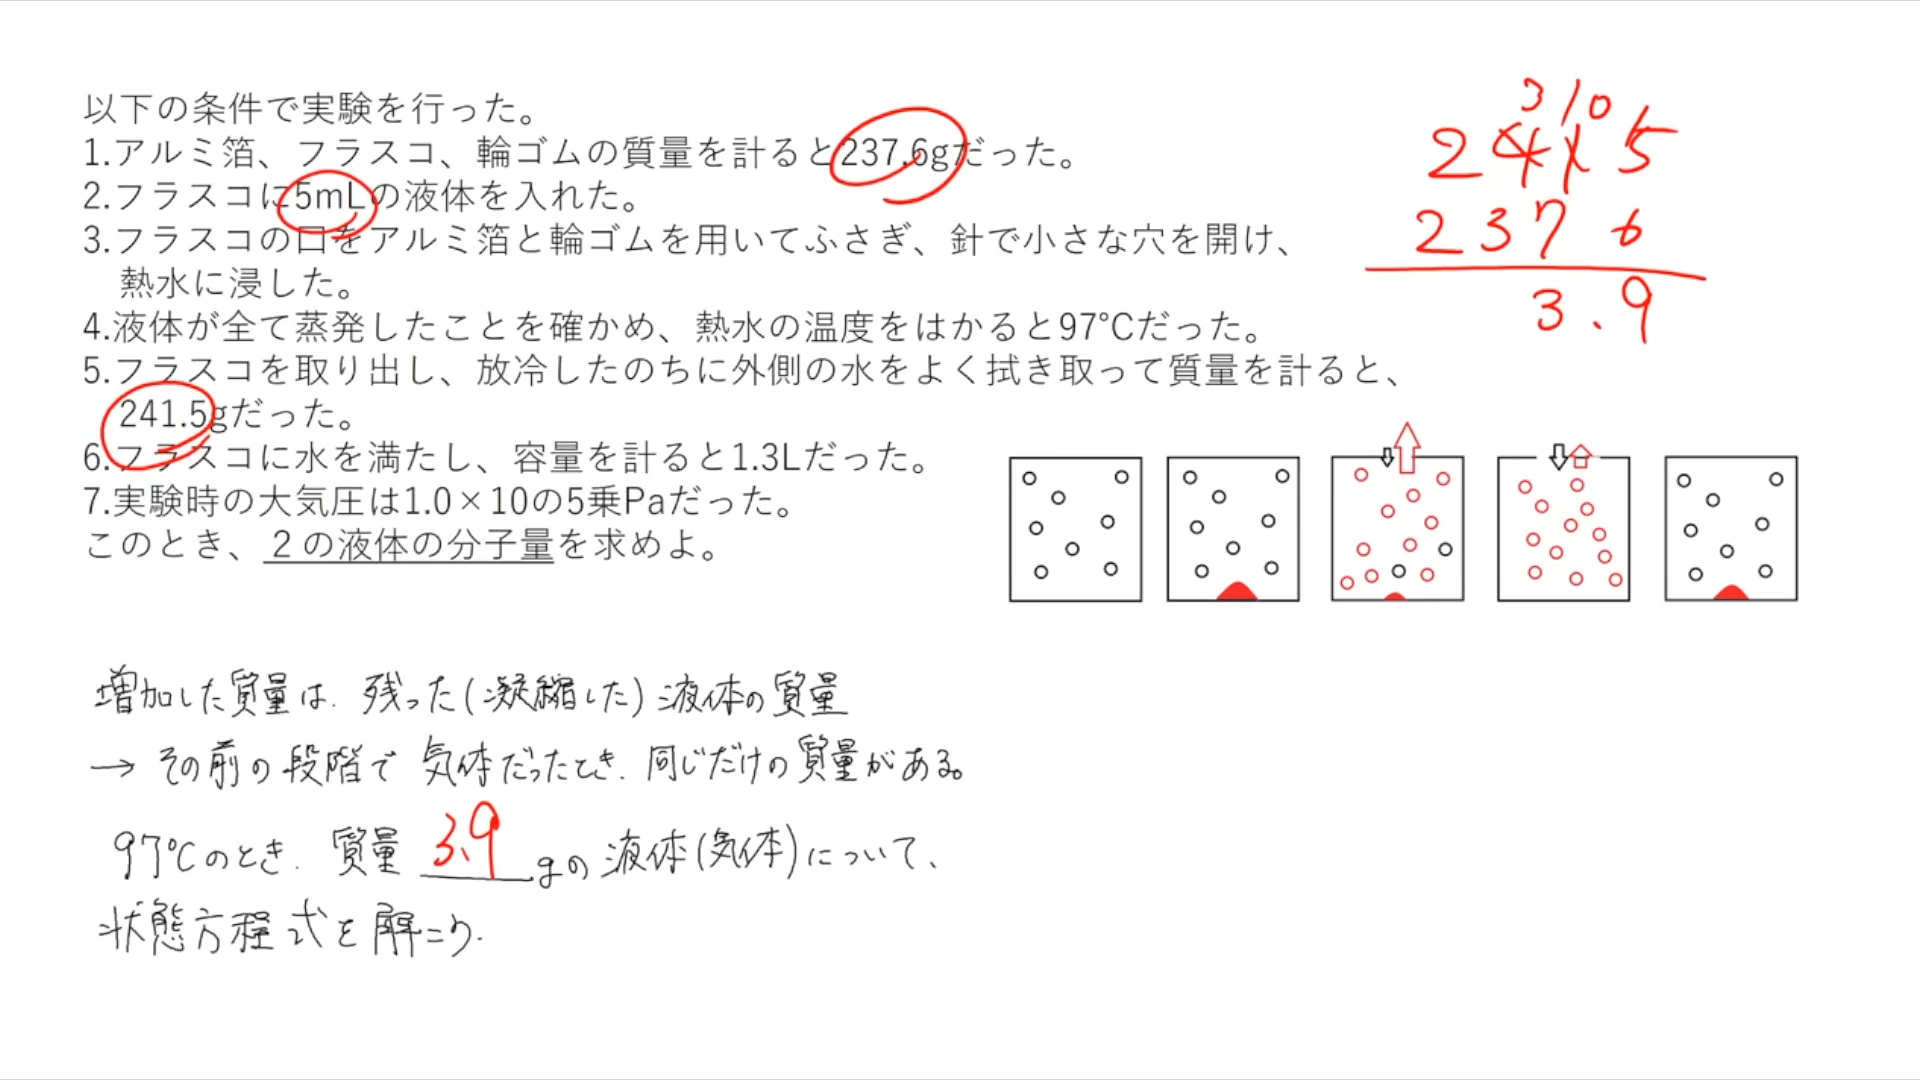 以下の条件で実験を行った。
1.アルミ箔、フラスコ、輪ゴムの質量を計ると237.6gだった。
2.フラスコに5mLの液体を入れた。
3.フラスコの口をアルミ箔と輪ゴムを用いてふさぎ、針で小さな穴を開け、
熱水に浸した。
4.液体が全て蒸発したことを確かめ、熱水の温度をはかると97℃だった。
5.フラスコを取り出し、放冷したのちに外側の水をよく拭き取って質量を計ると、
241.5gだった。
6.フラスコに水を満たし、容量を計ると1.3Lだった。
7.実験時の大気圧は1.0×10の5乗Paだった。
このとき、２の液体の分子量を求めよ。
3 10
241 5
237 6
3.9
増加した質量は、残った(凝縮した)液体の質量
→ その前の段階で 気体だったとき、同じだけの質量がある。
97℃のとき、質量 3.9 gの液体(気体)について、
状態方程式を解こう.